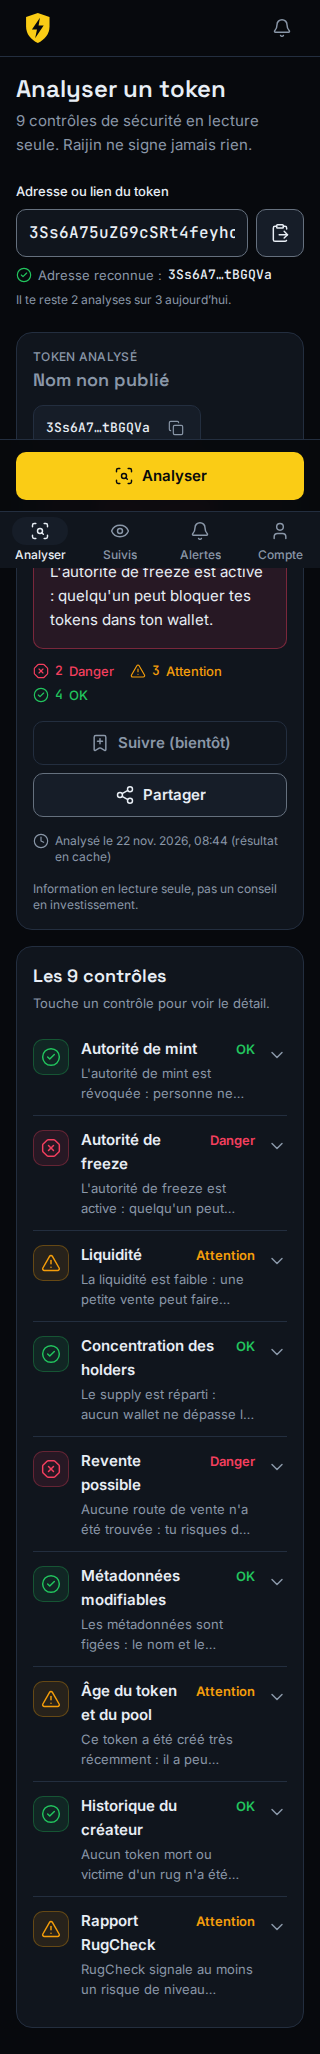 Analyser un token
9 contrôles de sécurité en lecture
seule. Raijin ne signe jamais rien.
Adresse ou lien du token
3Ss6A75uZG9cSRt4feyh
Adresse reconnue : 3Ss6A7…tBGQVa
Il te reste 2 analyses sur 3 aujourd'hui.
TOKEN ANALYSÉ
Nom non publié
3Ss6A7…tBGQVa
Analyser
Analyser
Suivis
Alertes
Compte
L'autorité de freeze est active
: quelqu'un peut bloquer tes
tokens dans ton wallet.
2 Danger
3 Attention
4 OK
Suivre (bientôt)
Partager
Analysé le 22 nov. 2026, 08:44 (résultat
en cache)
Information en lecture seule, pas un conseil
en investissement.
Les 9 contrôles
Touche un contrôle pour voir le détail.
Autorité de mint
OK
L'autorité de mint est
révoquée : personne ne…
Autorité de
freeze
Danger
L'autorité de freeze est
active : quelqu'un peut…
Liquidité
Attention
La liquidité est faible : une
petite vente peut faire…
Concentration des
holders
OK
Le supply est réparti :
aucun wallet ne dépasse l…
Revente
possible
Danger
Aucune route de vente n'a
été trouvée : tu risques d…
Métadonnées
modifiables
OK
Les métadonnées sont
figées : le nom et le…
Âge du token
et du pool
Attention
Ce token a été créé très
récemment : il a peu…
Historique du
créateur
OK
Aucun token mort ou
victime d'un rug n'a été…
Rapport
RugCheck
Attention
RugCheck signale au moins
un risque de niveau…